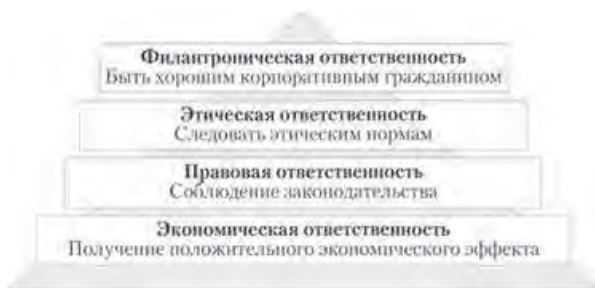 Филантропическая ответственность
Быть хорошим корпоративным гражданином
Этическая ответственность
Следовать этическим нормам
Правовая ответственность
Соблюдение законодательства
Экономическая ответственность
Получение положительного экономического эффекта